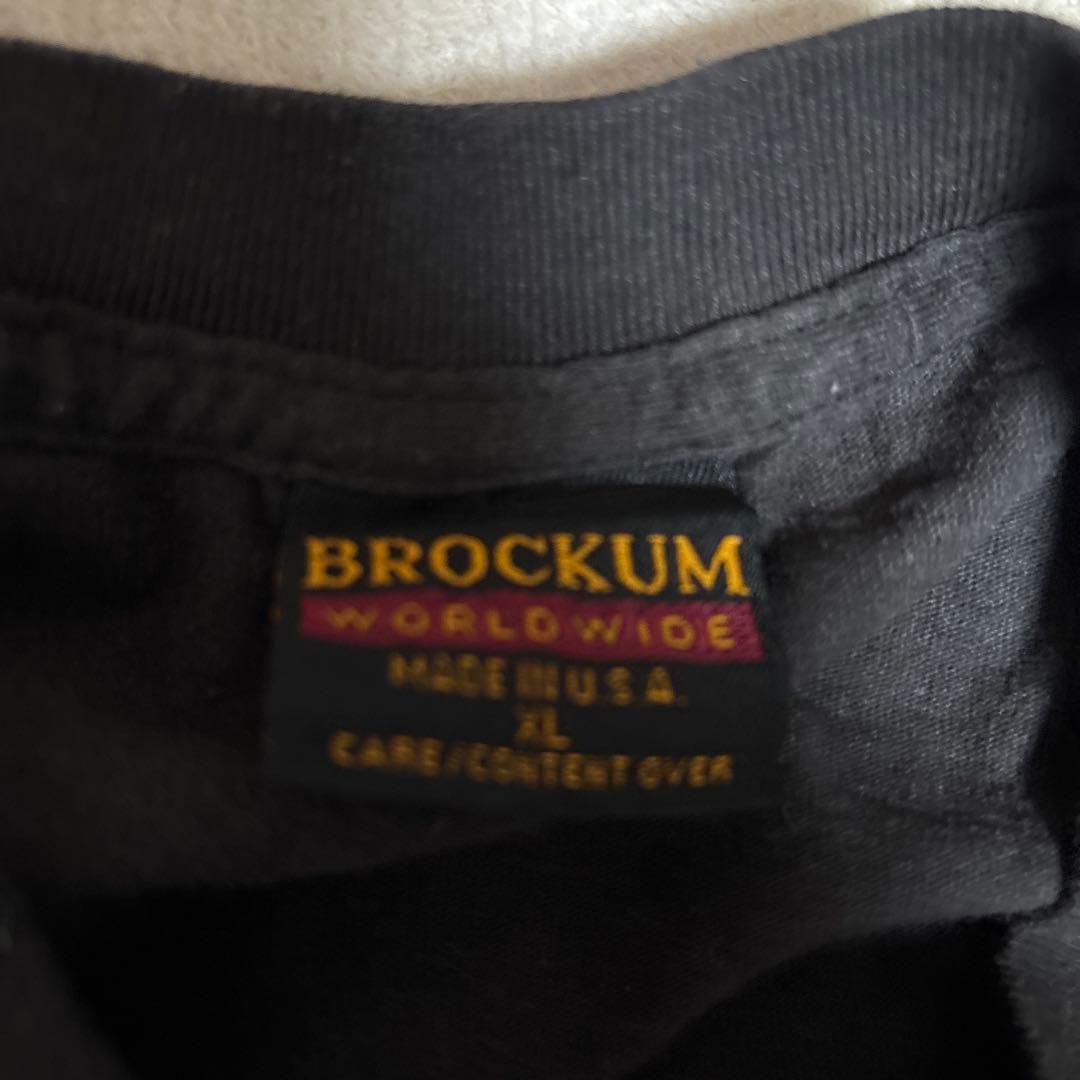 BROCKUM
WORLDWIDE
MADE IN U.S.A.
XL
CARE/CONTENT OVER